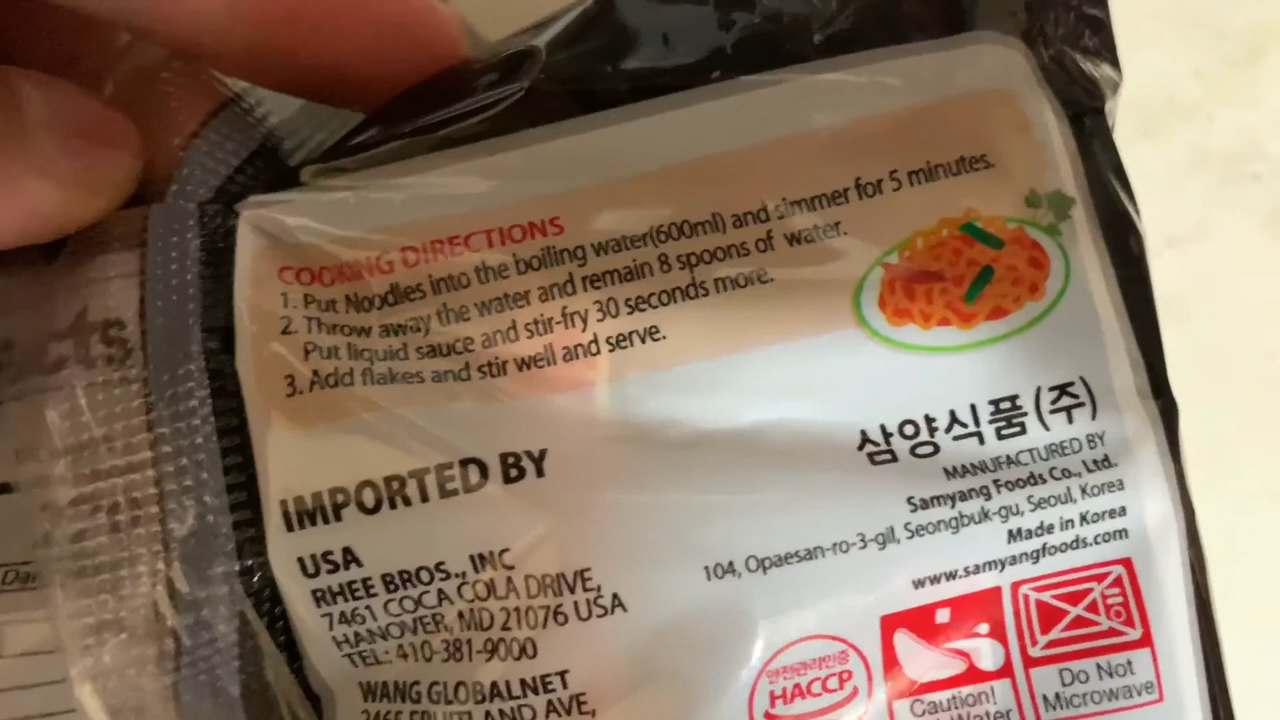 COOKING DIRECTIONS
1. Put Noodles into the boiling water(600ml) and simmer for 5 minutes.
2. Throw away the water and remain 8 spoons of water.
Put liquid sauce and stir-fry 30 seconds more.
3. Add flakes and stir well and serve.
IMPORTED BY
USA
RHEE BROS., INC
7461 COCA COLA DRIVE,
HANOVER, MD 21076 USA
TEL: 410-381-9000
WANG GLOBALNET
AND AVE,
삼양식품(주)
MANUFACTURED BY
Samyang Foods Co., Ltd.
104, Opaesan-ro-3-gil, Seongbuk-gu, Seoul, Korea
Made in Korea
www.samyangfoods.com
안전관리인증
HACCP
Caution!
Water
Do Not
Microwave